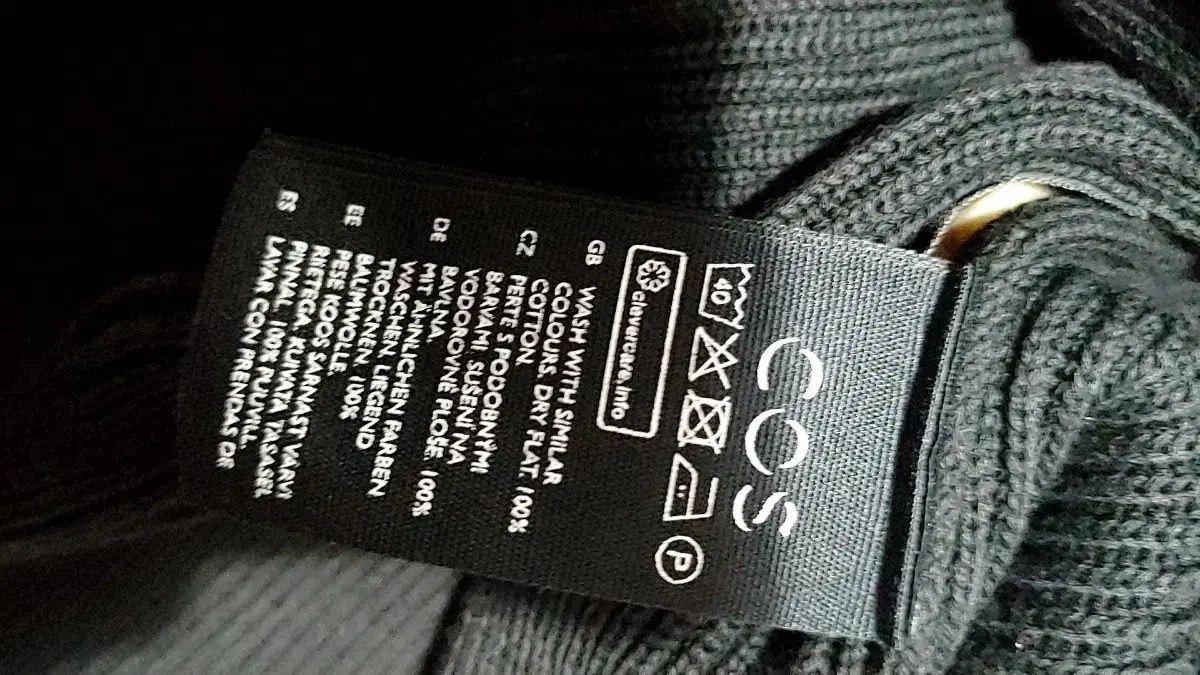 COS
40
P
clevercare.info
GB WASH WITH SIMILAR
COLOURS. DRY FLAT. 100%
COTTON.
CZ PERTE S PODOBNÝMI
BARVAMI. SUŠENÍ NA
VODOROVNÉ PLOŠE. 100%
BAVLNA.
DE MIT ÄHNLICHEN FARBEN
WASCHEN. LIEGEND
TROCKNEN. 100%
BAUMWOLLE.
EE PESE KOOS SARNAST VÄRVI
RIIETEGA. KUIVATA TASASEL
PINNAL. 100% PUUVILL.
ES LAVAR CON PRENDAS DE